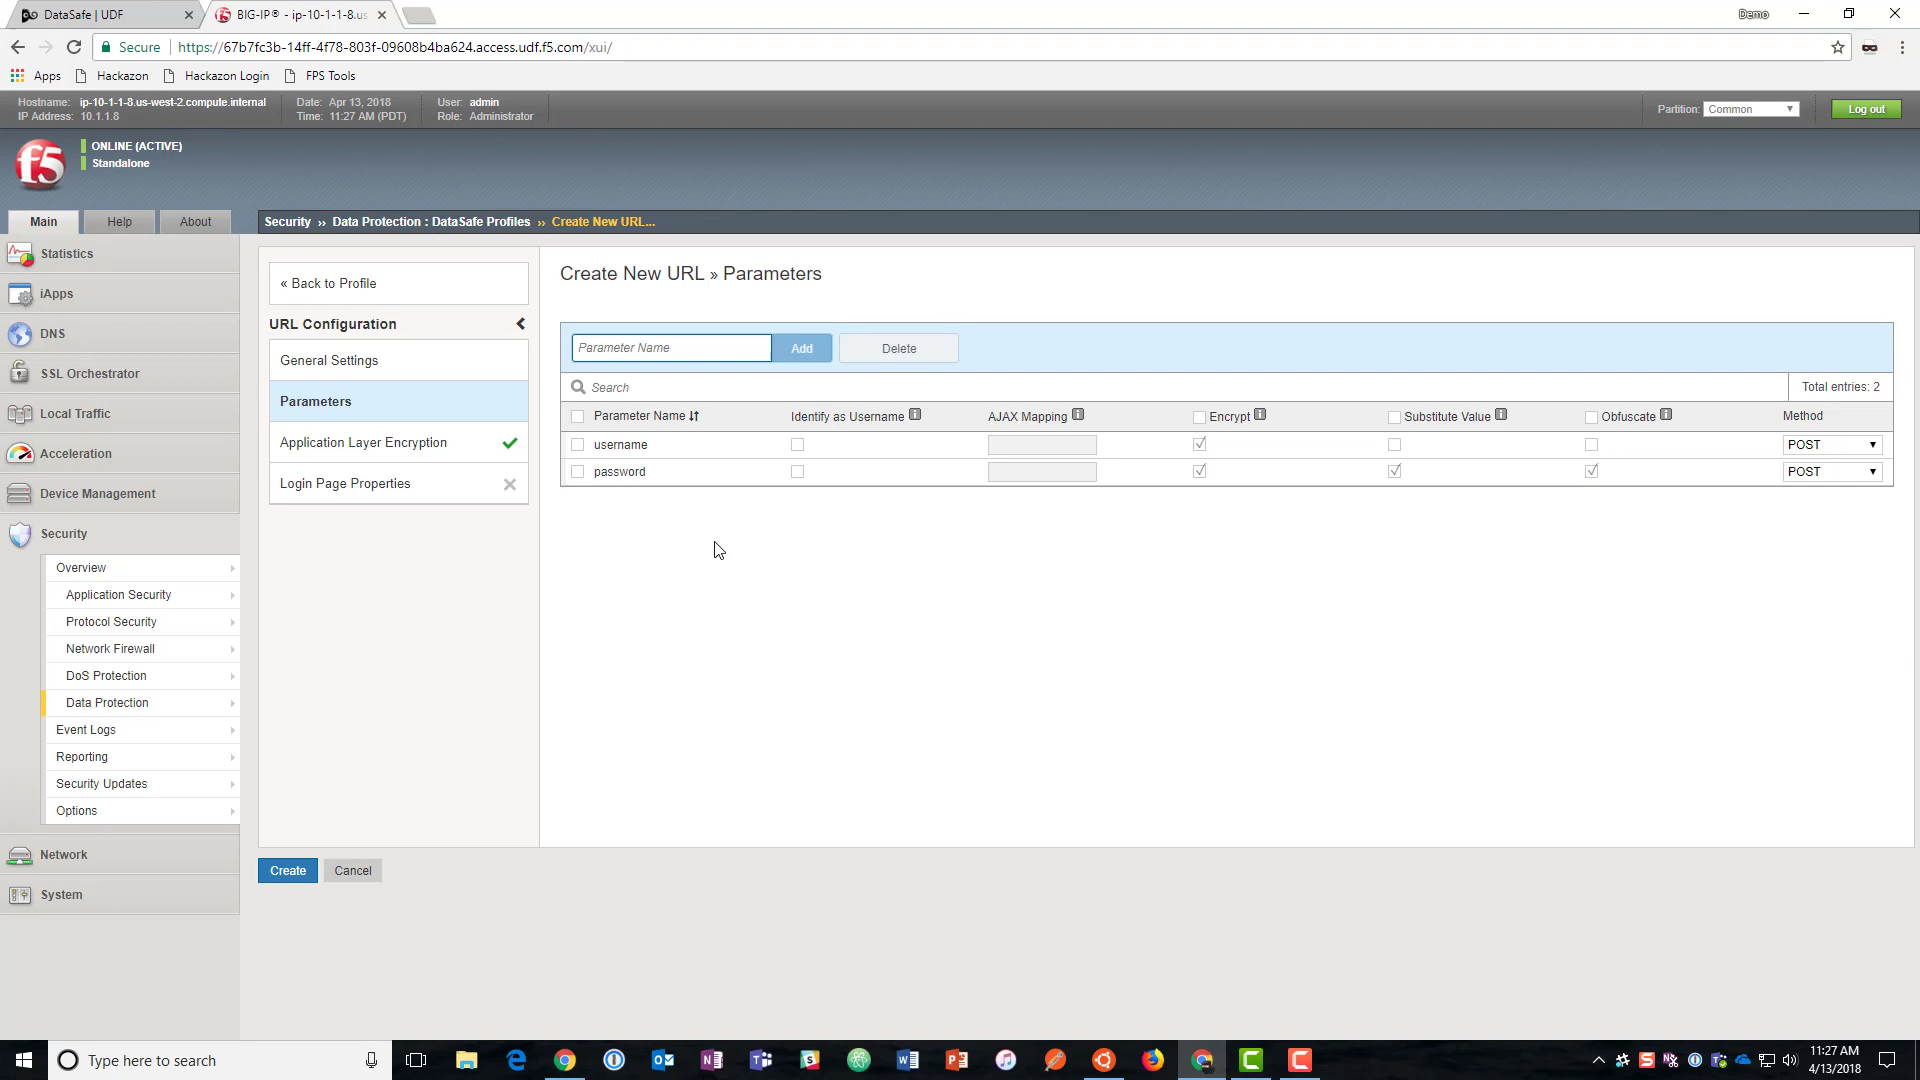 DataSafe | UDF
BIG-IP® - ip-10-1-1-8.us
Demo
Secure
https://67b7fc3b-14ff-4f78-803f-09608b4ba624.access.udf.f5.com/xui/
Apps
Hackazon
Hackazon Login
FPS Tools
Hostname: ip-10-1-1-8.us-west-2.compute.internal
IP Address: 10.1.1.8
Date: Apr 13, 2018
Time: 11:27 AM (PDT)
User: admin
Role: Administrator
Partition: Common
Log out
f5
ONLINE (ACTIVE)
Standalone
Main
Help
About
Security ›› Data Protection : DataSafe Profiles ›› Create New URL...
Statistics
iApps
DNS
SSL Orchestrator
Local Traffic
Acceleration
Device Management
Security
Overview
Application Security
Protocol Security
Network Firewall
DoS Protection
Data Protection
Event Logs
Reporting
Security Updates
Options
Network
System
« Back to Profile
URL Configuration
General Settings
Parameters
Application Layer Encryption
Login Page Properties
Create New URL » Parameters
Parameter Name
Add
Delete
Search
Total entries: 2
Parameter Name
Identify as Username
AJAX Mapping
Encrypt
Substitute Value
Obfuscate
Method
username
POST
password
POST
Create
Cancel
Type here to search
11:27 AM
4/13/2018